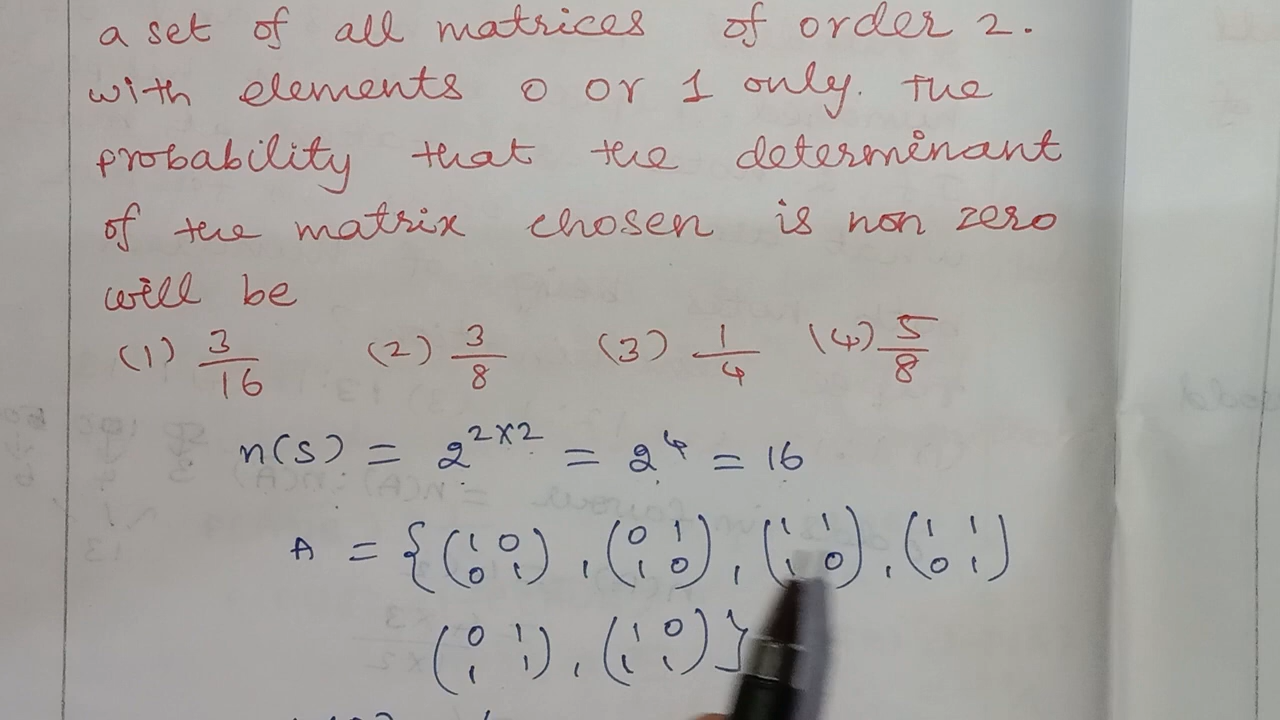 a set of all matrices of order 2.
with elements 0 or 1 only. The
probability that the determinant
of the matrix chosen is non zero
will be
(1) 3/16 (2) 3/8 (3) 1/4 (4) 5/8
n(S) = 2^{2×2} = 2^4 = 16
A = {(1 0
0 1), (0 1
1 0), (1 1
1 0), (1 1
0 1)
(0 1
1 1), (1 0
1 1)}